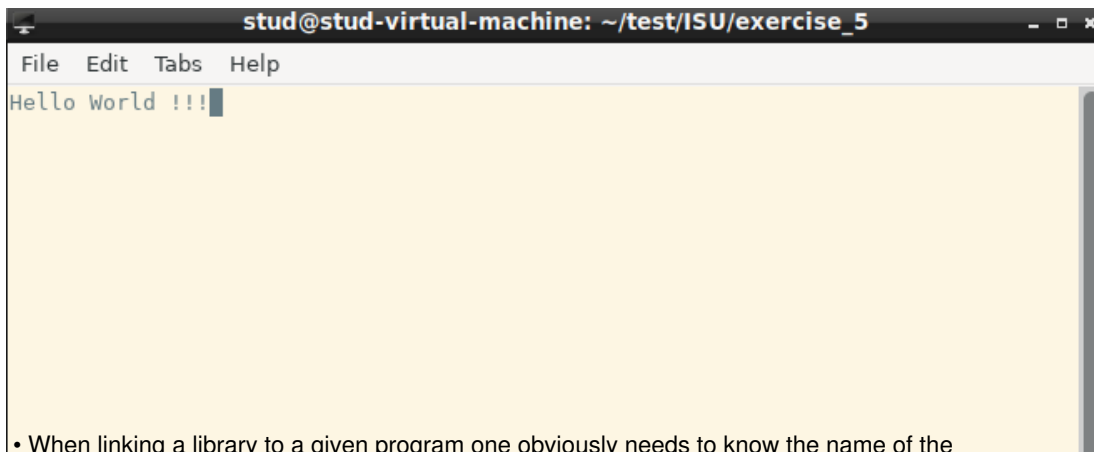 stud@stud-virtual-machine: ~/test/ISU/exercise_5
File Edit Tabs Help
Hello World !!!
• When linking a library to a given program one obviously needs to know the name of the